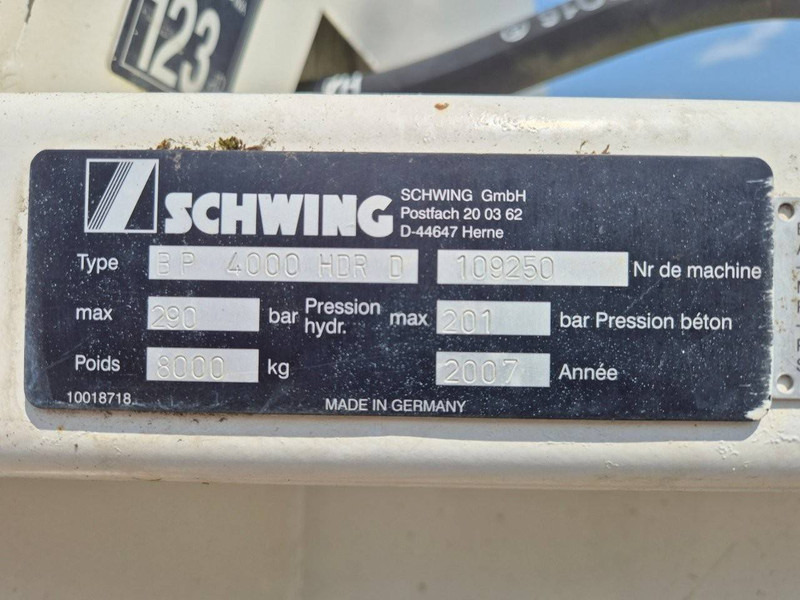 123
SCHWING
SCHWING GmbH
Postfach 20 03 62
D-44647 Herne
Type BP 4000 HDR D 109250 Nr de machine
max 290 bar Pression hydr. max 201 bar Pression béton
Poids 8000 kg 2007 Année
10018718
MADE IN GERMANY